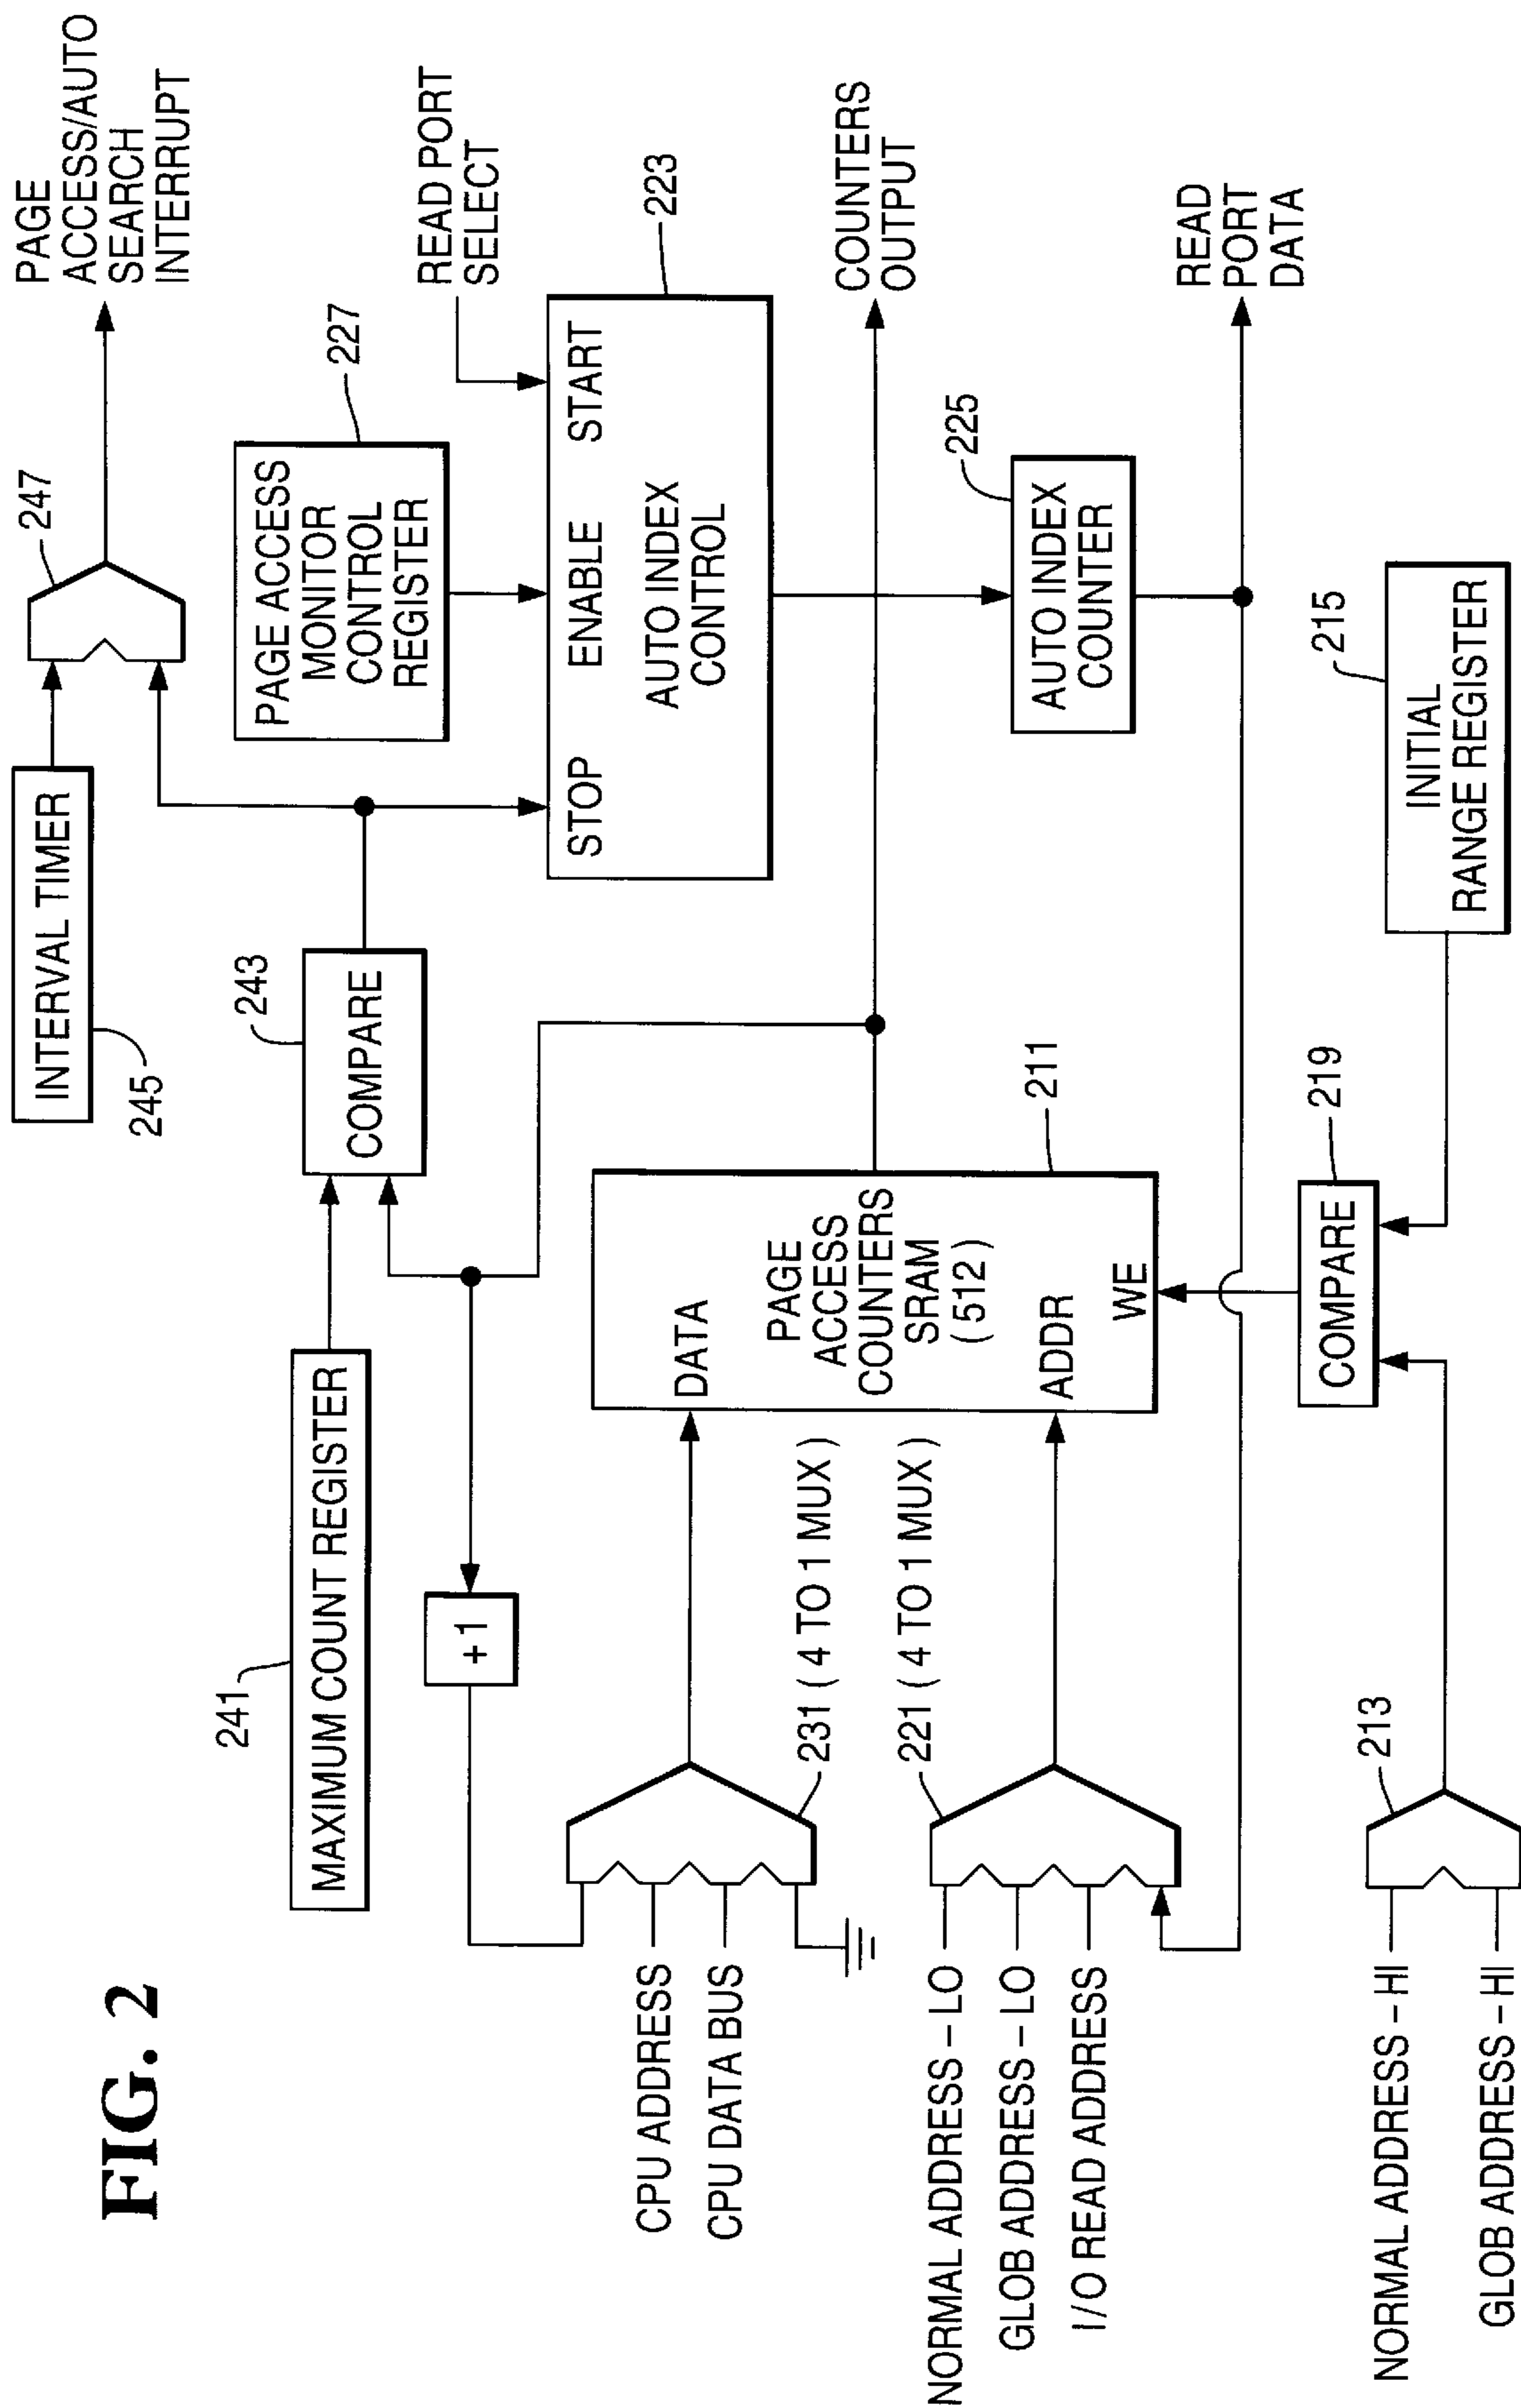 FIG. 2
PAGE
ACCESS/AUTO
SEARCH
INTERRUPT
247
INTERVAL TIMER
245
227
PAGE ACCESS
MONITOR
CONTROL
REGISTER
READ PORT
SELECT
241
MAXIMUM COUNT REGISTER
243
COMPARE
STOP ENABLE START
AUTO INDEX
CONTROL
223
+1
CPU ADDRESS
CPU DATA BUS
231 ( 4 TO 1 MUX )
DATA
PAGE
ACCESS
COUNTERS
SRAM
( 512 )
ADDR
WE
211
COUNTERS
OUTPUT
221 ( 4 TO 1 MUX )
NORMAL ADDRESS – LO
GLOB ADDRESS – LO
I/O READ ADDRESS
225
AUTO INDEX
COUNTER
READ
PORT
DATA
219
COMPARE
215
INITIAL
RANGE REGISTER
213
NORMAL ADDRESS – HI
GLOB ADDRESS – HI